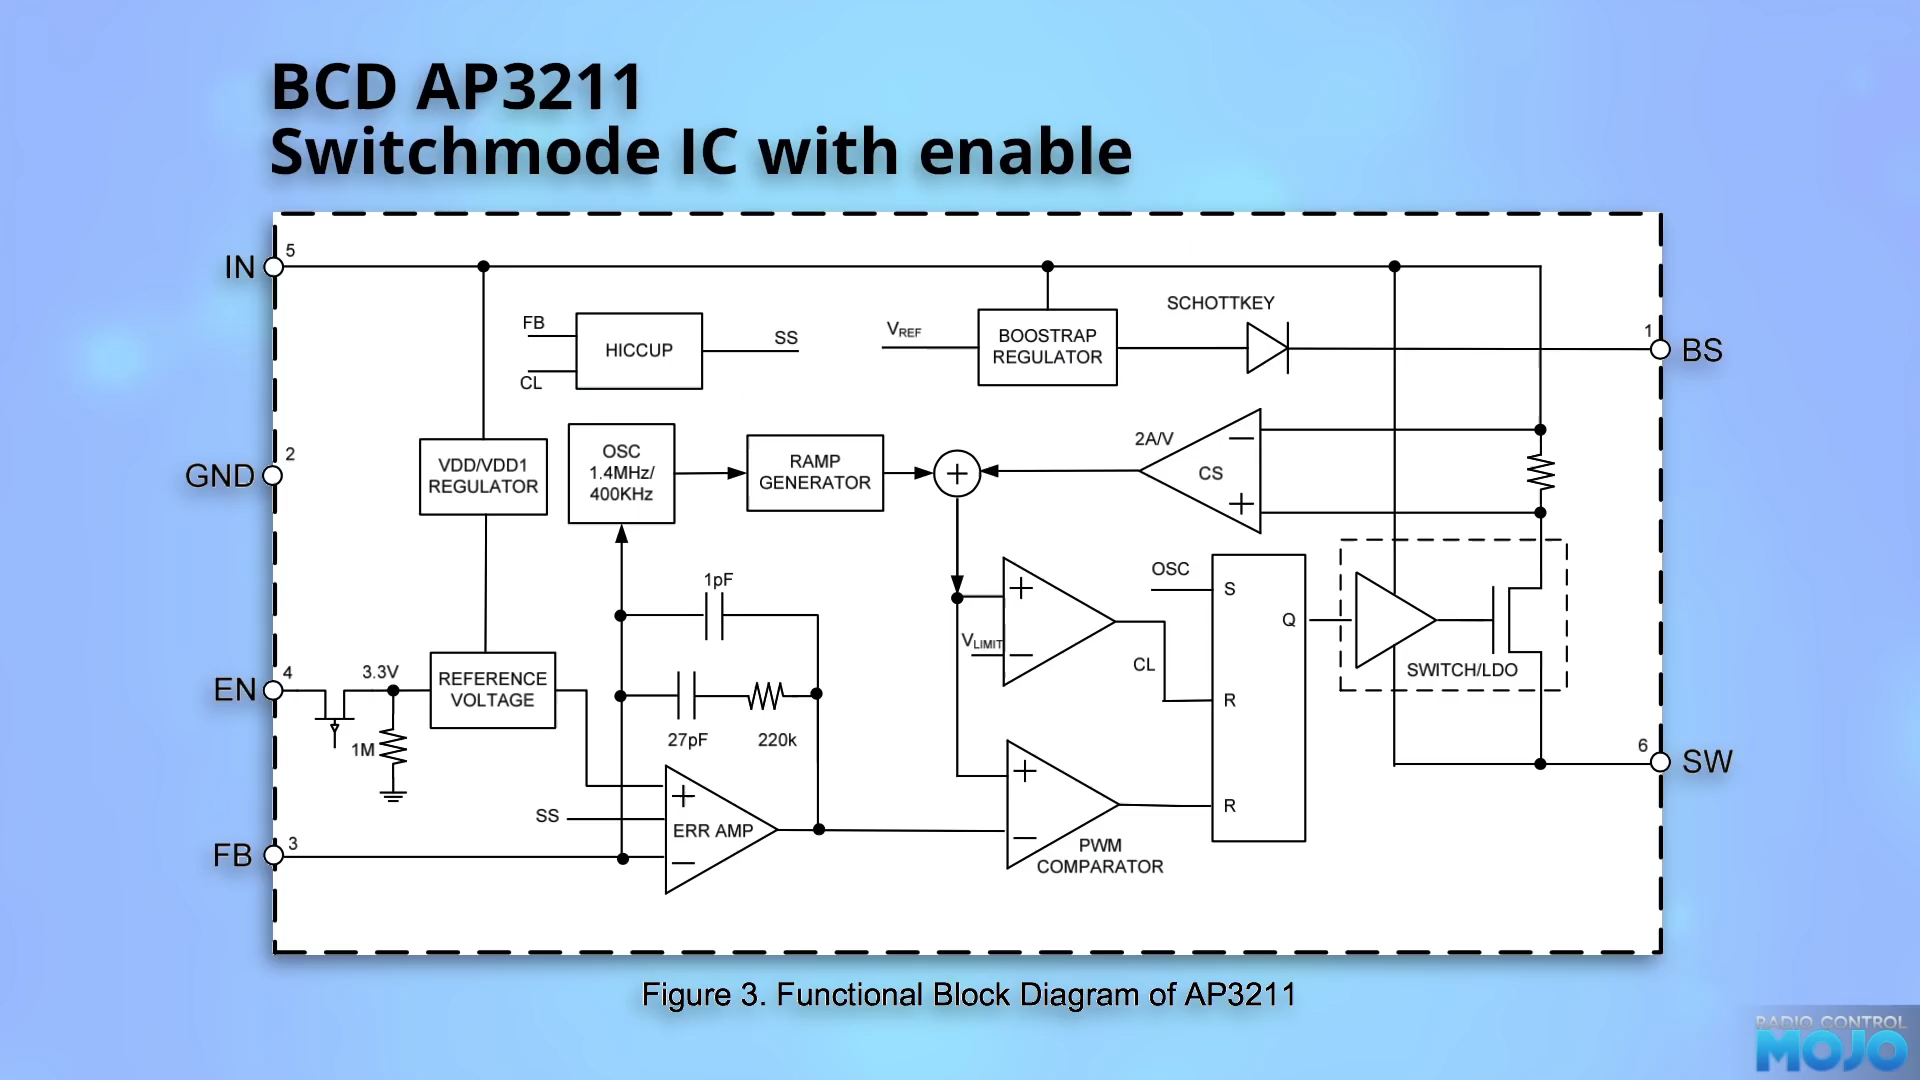 BCD AP3211
Switchmode IC with enable
IN
5
FB
CL
HICCUP
SS
VREF
BOOSTRAP
REGULATOR
SCHOTTKEY
1
BS
GND
2
VDD/VDD1
REGULATOR
OSC
1.4MHz/
400KHz
RAMP
GENERATOR
+
2A/V
CS
−
+
EN
4
3.3V
1M
REFERENCE
VOLTAGE
1pF
27pF
220k
+
VLIMIT
−
CL
OSC
S
R
R
Q
SWITCH/LDO
6
SW
FB
3
SS
+
ERR AMP
−
+
−
PWM
COMPARATOR
Figure 3. Functional Block Diagram of AP3211
RADIO CONTROL
MOJO